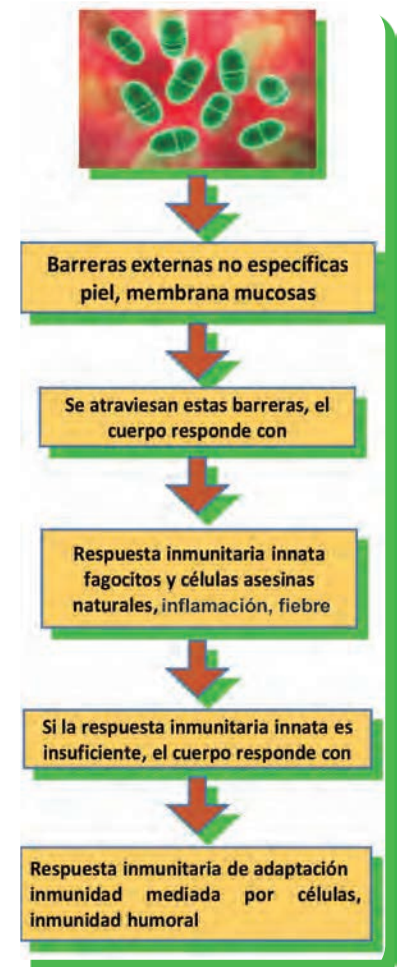 Barreras externas no específicas
piel, membrana mucosas
Se atraviesan estas barreras, el
cuerpo responde con
Respuesta inmunitaria innata
fagocitos y células asesinas
naturales, inflamación, fiebre
Si la respuesta inmunitaria innata es
insuficiente, el cuerpo responde con
Respuesta inmunitaria de adaptación
inmunidad mediada por células,
inmunidad humoral